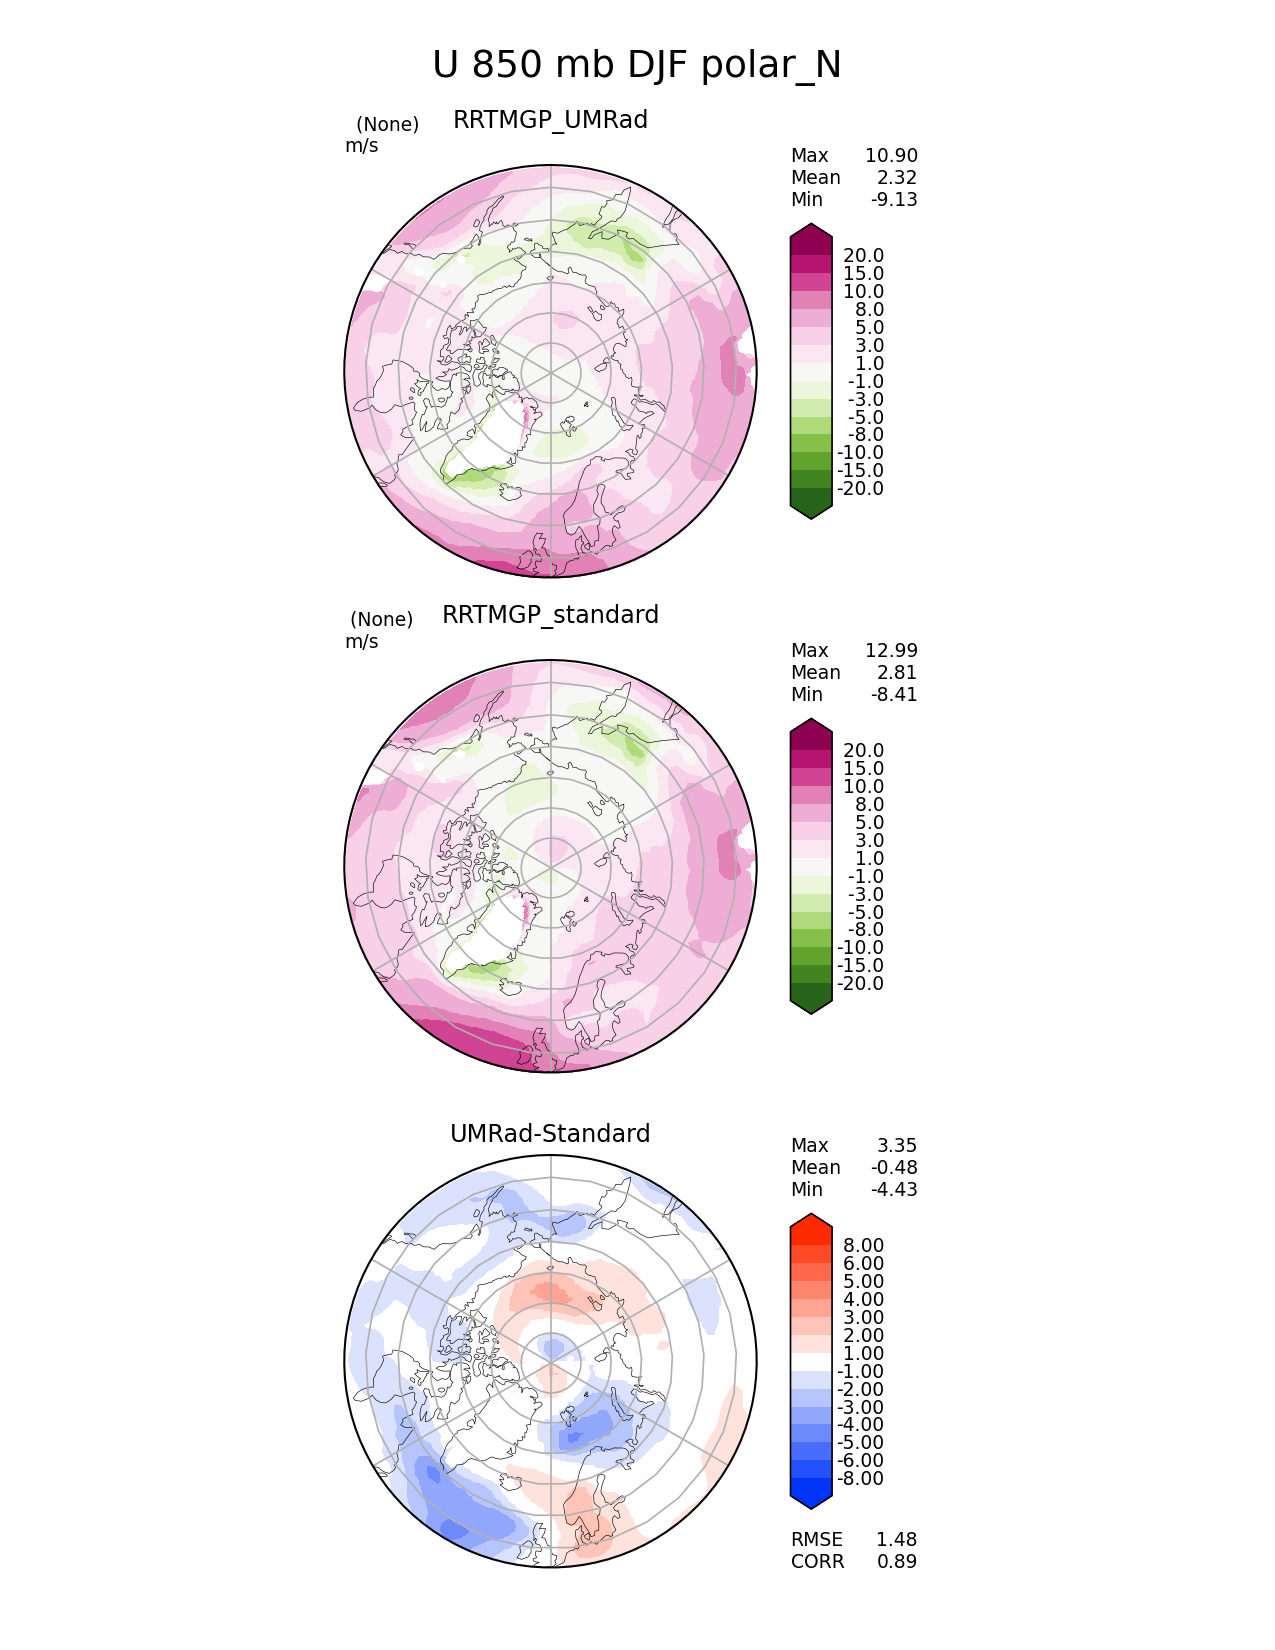 U 850 mb DJF polar_N
(None)
RRTMGP_UMRad
m/s
Max 10.90
Mean 2.32
Min -9.13
20.0
15.0
10.0
8.0
5.0
3.0
1.0
-1.0
-3.0
-5.0
-8.0
-10.0
-15.0
-20.0
(None)
RRTMGP_standard
m/s
Max 12.99
Mean 2.81
Min -8.41
20.0
15.0
10.0
8.0
5.0
3.0
1.0
-1.0
-3.0
-5.0
-8.0
-10.0
-15.0
-20.0
UMRad-Standard
Max 3.35
Mean -0.48
Min -4.43
8.00
6.00
5.00
4.00
3.00
2.00
1.00
-1.00
-2.00
-3.00
-4.00
-5.00
-6.00
-8.00
RMSE 1.48
CORR 0.89